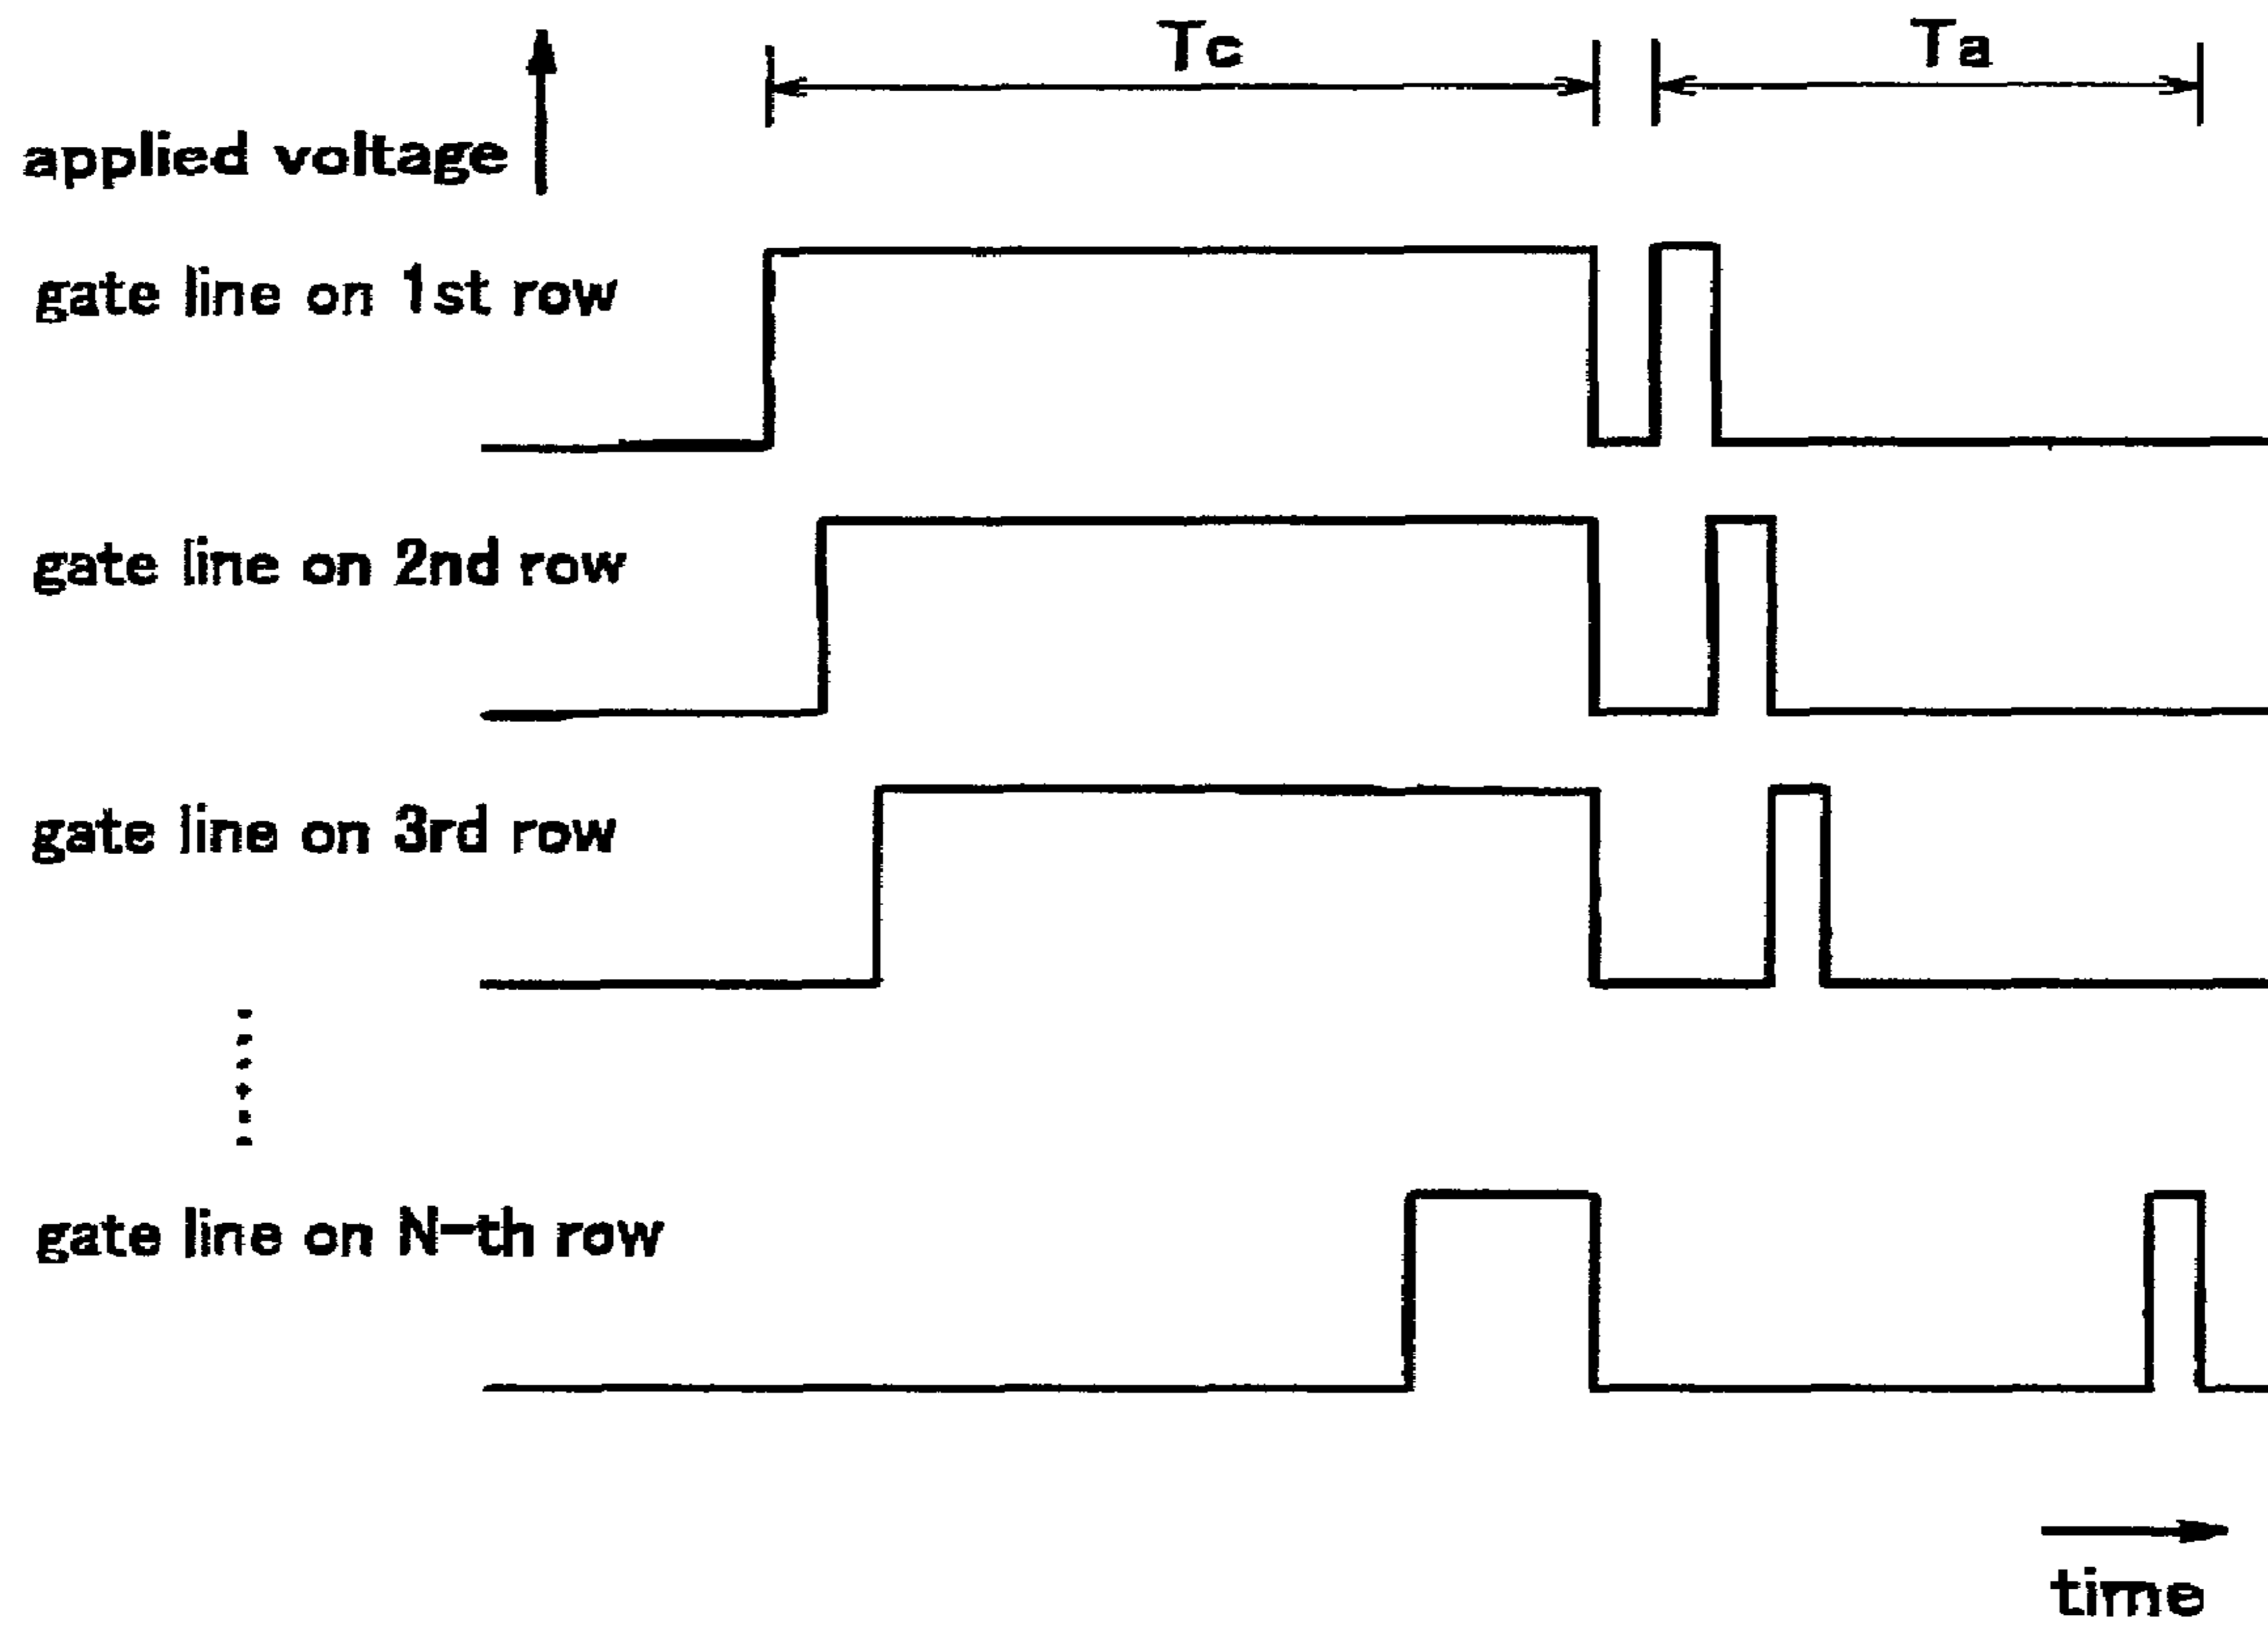 Tc
Ta
applied voltage
gate line on 1st row
gate line on 2nd row
gate line on 3rd row
gate line on N-th row
time